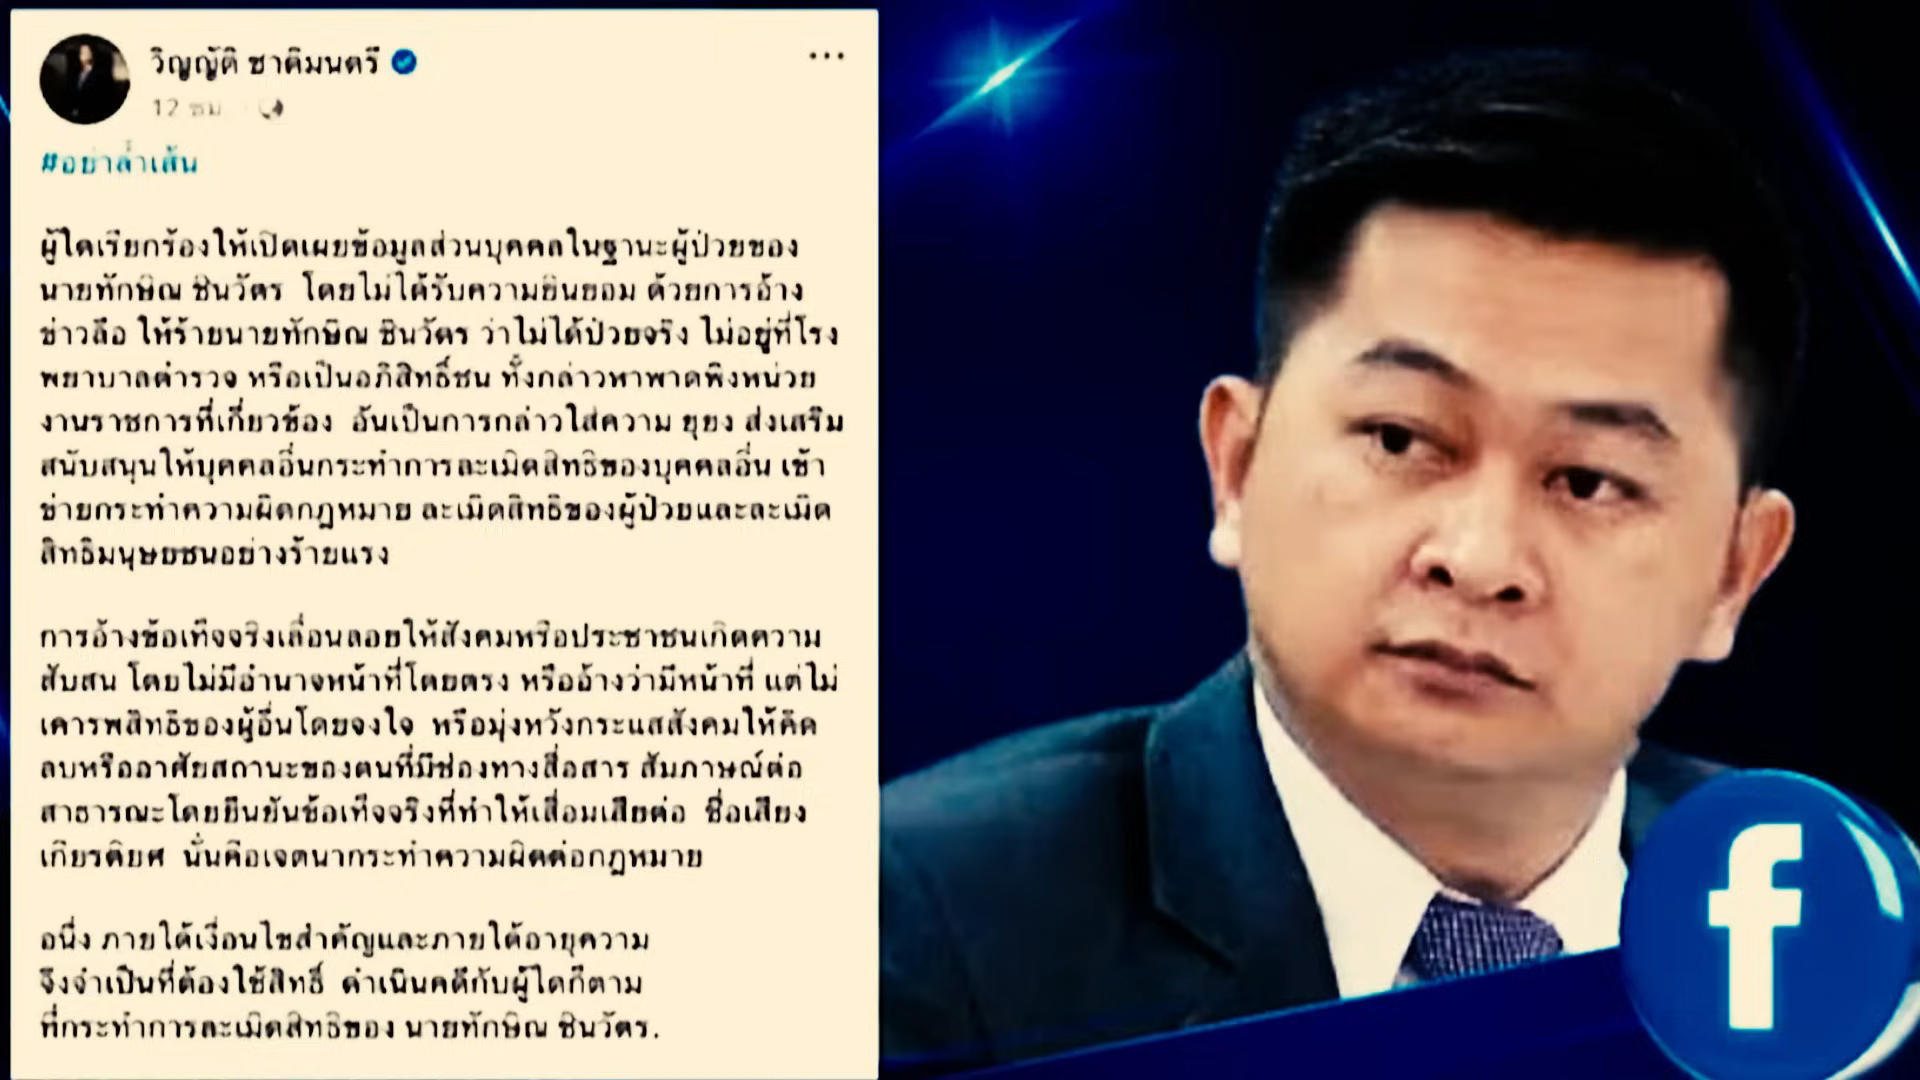 วิญญัติ ชาติมนตรี
12 ชม.
#อย่าล้ำเส้น
ผู้ใดเรียกร้องให้เปิดเผยข้อมูลส่วนบุคคลในฐานะผู้ป่วยของ
นายทักษิณ ชินวัตร โดยไม่ได้รับความยินยอม ด้วยการอ้าง
ข่าวลือ ให้ร้ายนายทักษิณ ชินวัตร ว่าไม่ได้ป่วยจริง ไม่อยู่ที่โรง
พยาบาลตำรวจ หรือเป็นอภิสิทธิ์ชน ทั้งกล่าวหาพาดพิงหน่วย
งานราชการที่เกี่ยวข้อง อันเป็นการกล่าวใส่ความ ยุยง ส่งเสริม
สนับสนุนให้บุคคลอื่นกระทำการละเมิดสิทธิของบุคคลอื่น เข้า
ข่ายกระทำความผิดกฎหมาย ละเมิดสิทธิของผู้ป่วยและละเมิด
สิทธิมนุษยชนอย่างร้ายแรง
การอ้างข้อเท็จจริงเลื่อนลอยให้สังคมหรือประชาชนเกิดความ
สับสน โดยไม่มีอำนาจหน้าที่โดยตรง หรืออ้างว่ามีหน้าที่ แต่ไม่
เคารพสิทธิของผู้อื่นโดยจงใจ หรือมุ่งหวังกระแสสังคมให้คิด
ลบหรืออาศัยสถานะของตนที่มีช่องทางสื่อสาร สัมภาษณ์ต่อ
สาธารณะโดยยืนยันข้อเท็จจริงที่ทำให้เสื่อมเสียต่อ ชื่อเสียง
เกียรติยศ นั่นคือเจตนากระทำความผิดต่อกฎหมาย
อนึ่ง ภายใต้เงื่อนไขสำคัญและภายใต้อายุความ
จึงจำเป็นที่ต้องใช้สิทธิ์ ดำเนินคดีกับผู้ใดก็ตาม
ที่กระทำการละเมิดสิทธิของ นายทักษิณ ชินวัตร.
f